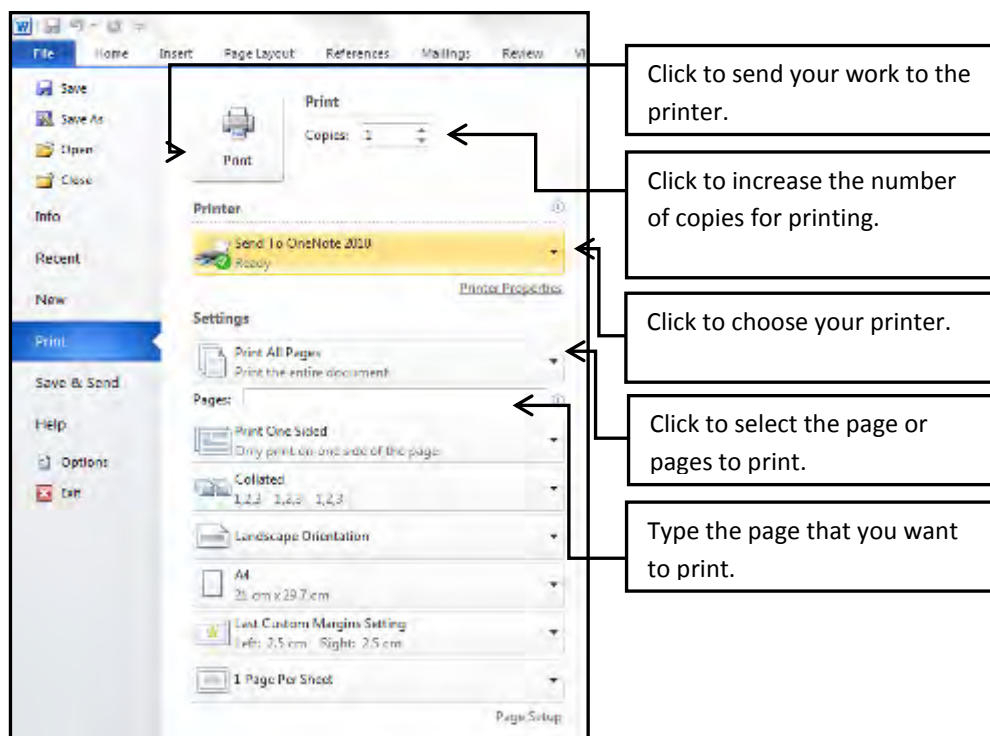 File Home Insert Page Layout References Mailings Review
Save
Save As
Open
Close
Info
Recent
New
Print
Save & Send
Help
Options
Exit
Print
Print
Copies: 1
Printer
Send To OneNote 2010
Ready
Printer Properties
Settings
Print All Pages
Print the entire document
Pages:
Print One Sided
Only print on one side of the page
Collated
1,2,3 1,2,3 1,2,3
Landscape Orientation
A4
21 cm x 29.7 cm
Last Custom Margins Setting
Left: 2.5 cm Right: 2.5 cm
1 Page Per Sheet
Page Setup
Click to send your work to the
printer.
Click to increase the number
of copies for printing.
Click to choose your printer.
Click to select the page or
pages to print.
Type the page that you want
to print.